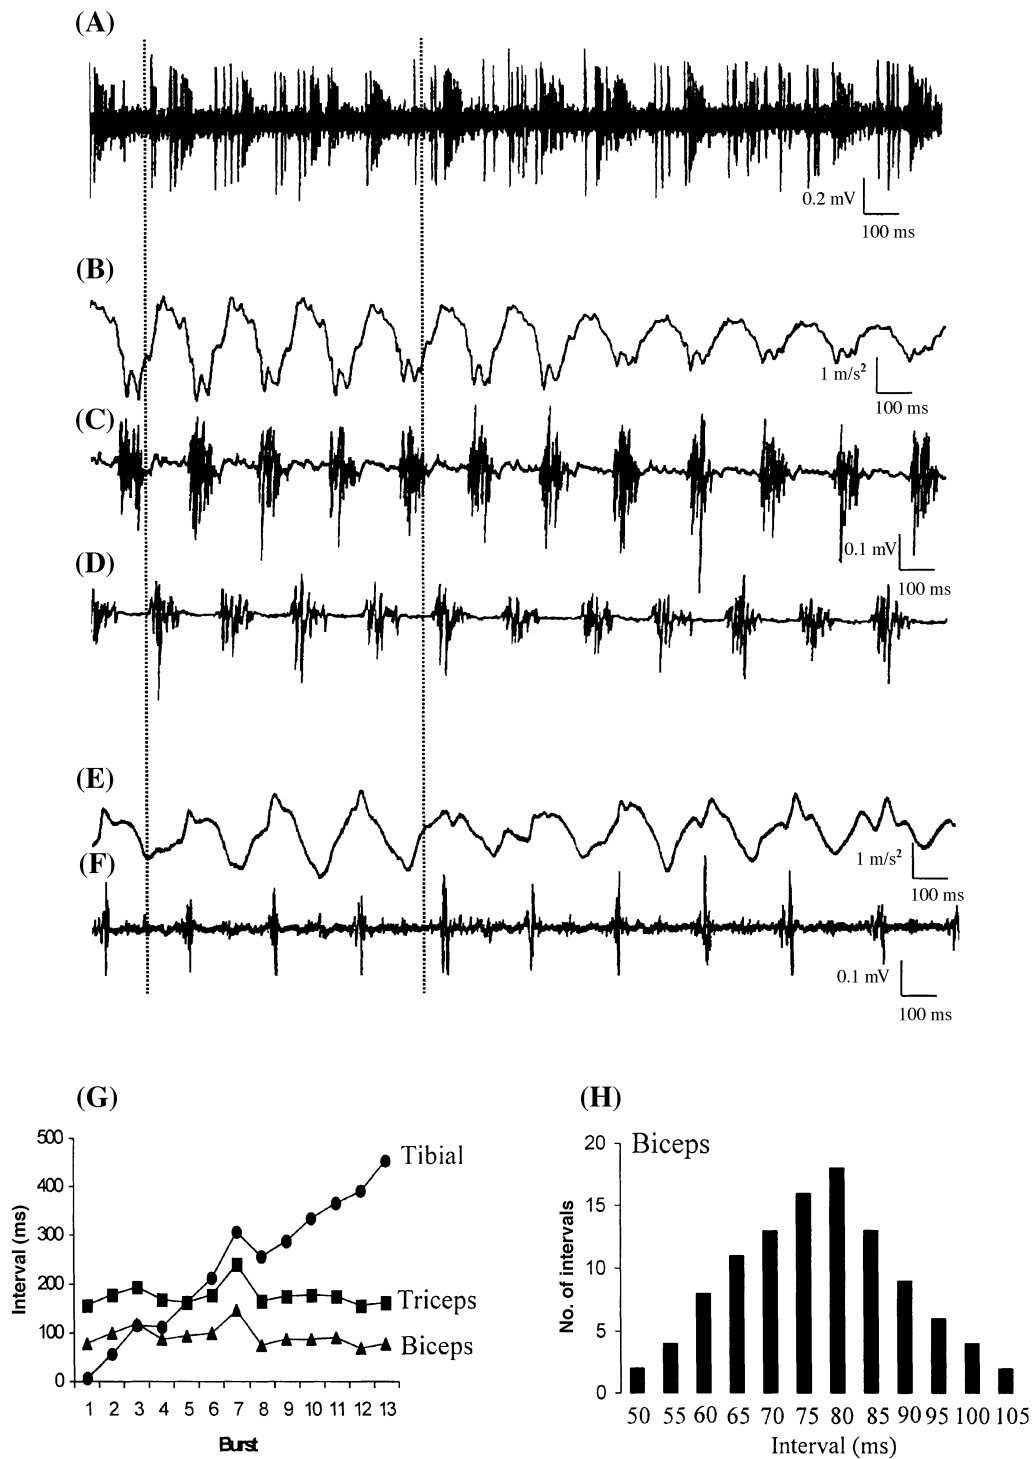 (A)
0.2 mV
100 ms
(B)
1 m/s²
100 ms
(C)
0.1 mV
100 ms
(D)
(E)
1 m/s²
100 ms
(F)
0.1 mV
100 ms
(G)
500
400
300
200
100
0
Interval (ms)
Tibial
Triceps
Biceps
1 2 3 4 5 6 7 8 9 10 11 12 13
Burst
(H)
Biceps
20
15
10
5
0
No. of intervals
50 55 60 65 70 75 80 85 90 95 100 105
Interval (ms)